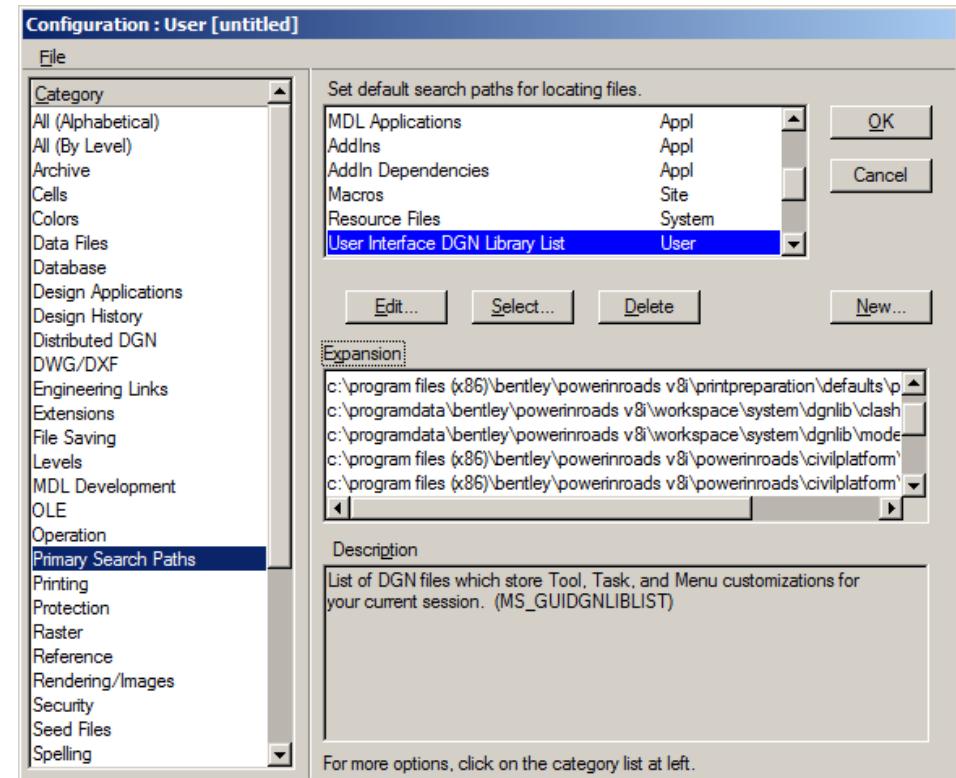 Configuration : User [untitled]
File
Category
All (Alphabetical)
All (By Level)
Archive
Cells
Colors
Data Files
Database
Design Applications
Design History
Distributed DGN
DWG/DXF
Engineering Links
Extensions
File Saving
Levels
MDL Development
OLE
Operation
Primary Search Paths
Printing
Protection
Raster
Reference
Rendering/Images
Security
Seed Files
Spelling
Set default search paths for locating files.
MDL Applications Appl
AddIns Appl
AddIn Dependencies Appl
Macros Site
Resource Files System
User Interface DGN Library List User
OK
Cancel
Edit... Select... Delete New...
Expansion
c:\program files (x86)\bentley\powerinroads v8i\printpreparation\defaults\p
c:\programdata\bentley\powerinroads v8i\workspace\system\dgnlib\clash
c:\programdata\bentley\powerinroads v8i\workspace\system\dgnlib\mode
c:\program files (x86)\bentley\powerinroads v8i\powerinroads\civilplatform\
c:\program files (x86)\bentley\powerinroads v8i\powerinroads\civilplatform\
Description
List of DGN files which store Tool, Task, and Menu customizations for
your current session. (MS_GUIDGNLIBLIST)
For more options, click on the category list at left.